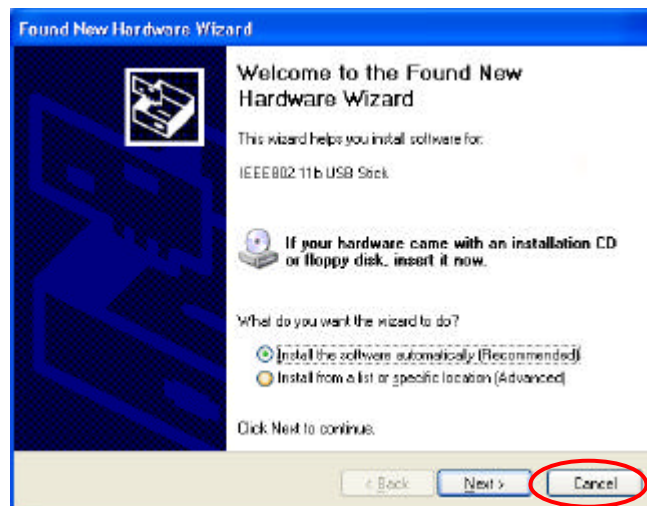 Found New Hardware Wizard
Welcome to the Found New
Hardware Wizard
This wizard helps you install software for:
IEEE802.11b USB Stick
If your hardware came with an installation CD
or floppy disk, insert it now.
What do you want the wizard to do?
Install the software automatically (Recommended)
Install from a list or specific location (Advanced)
Click Next to continue.
< Back
Next >
Cancel